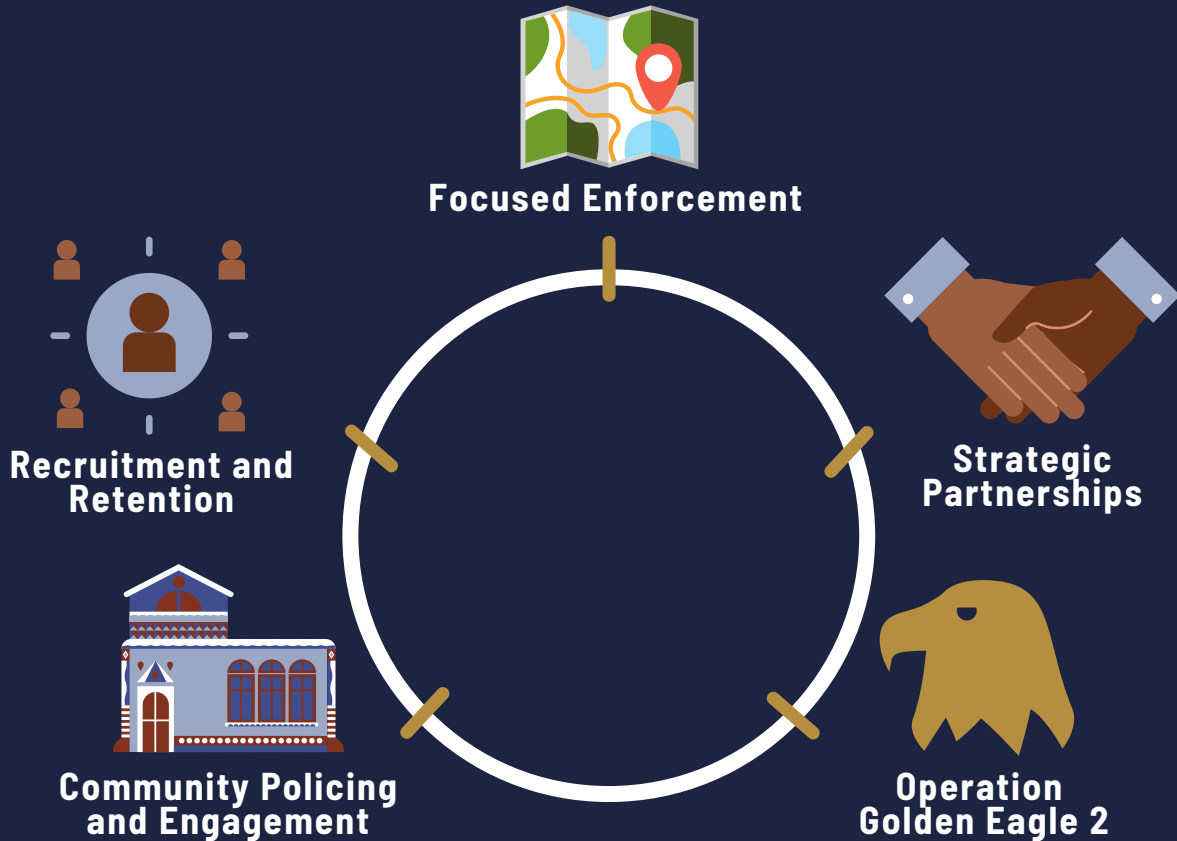 Focused Enforcement
Recruitment and
Retention
Strategic
Partnerships
Community Policing
and Engagement
Operation
Golden Eagle 2